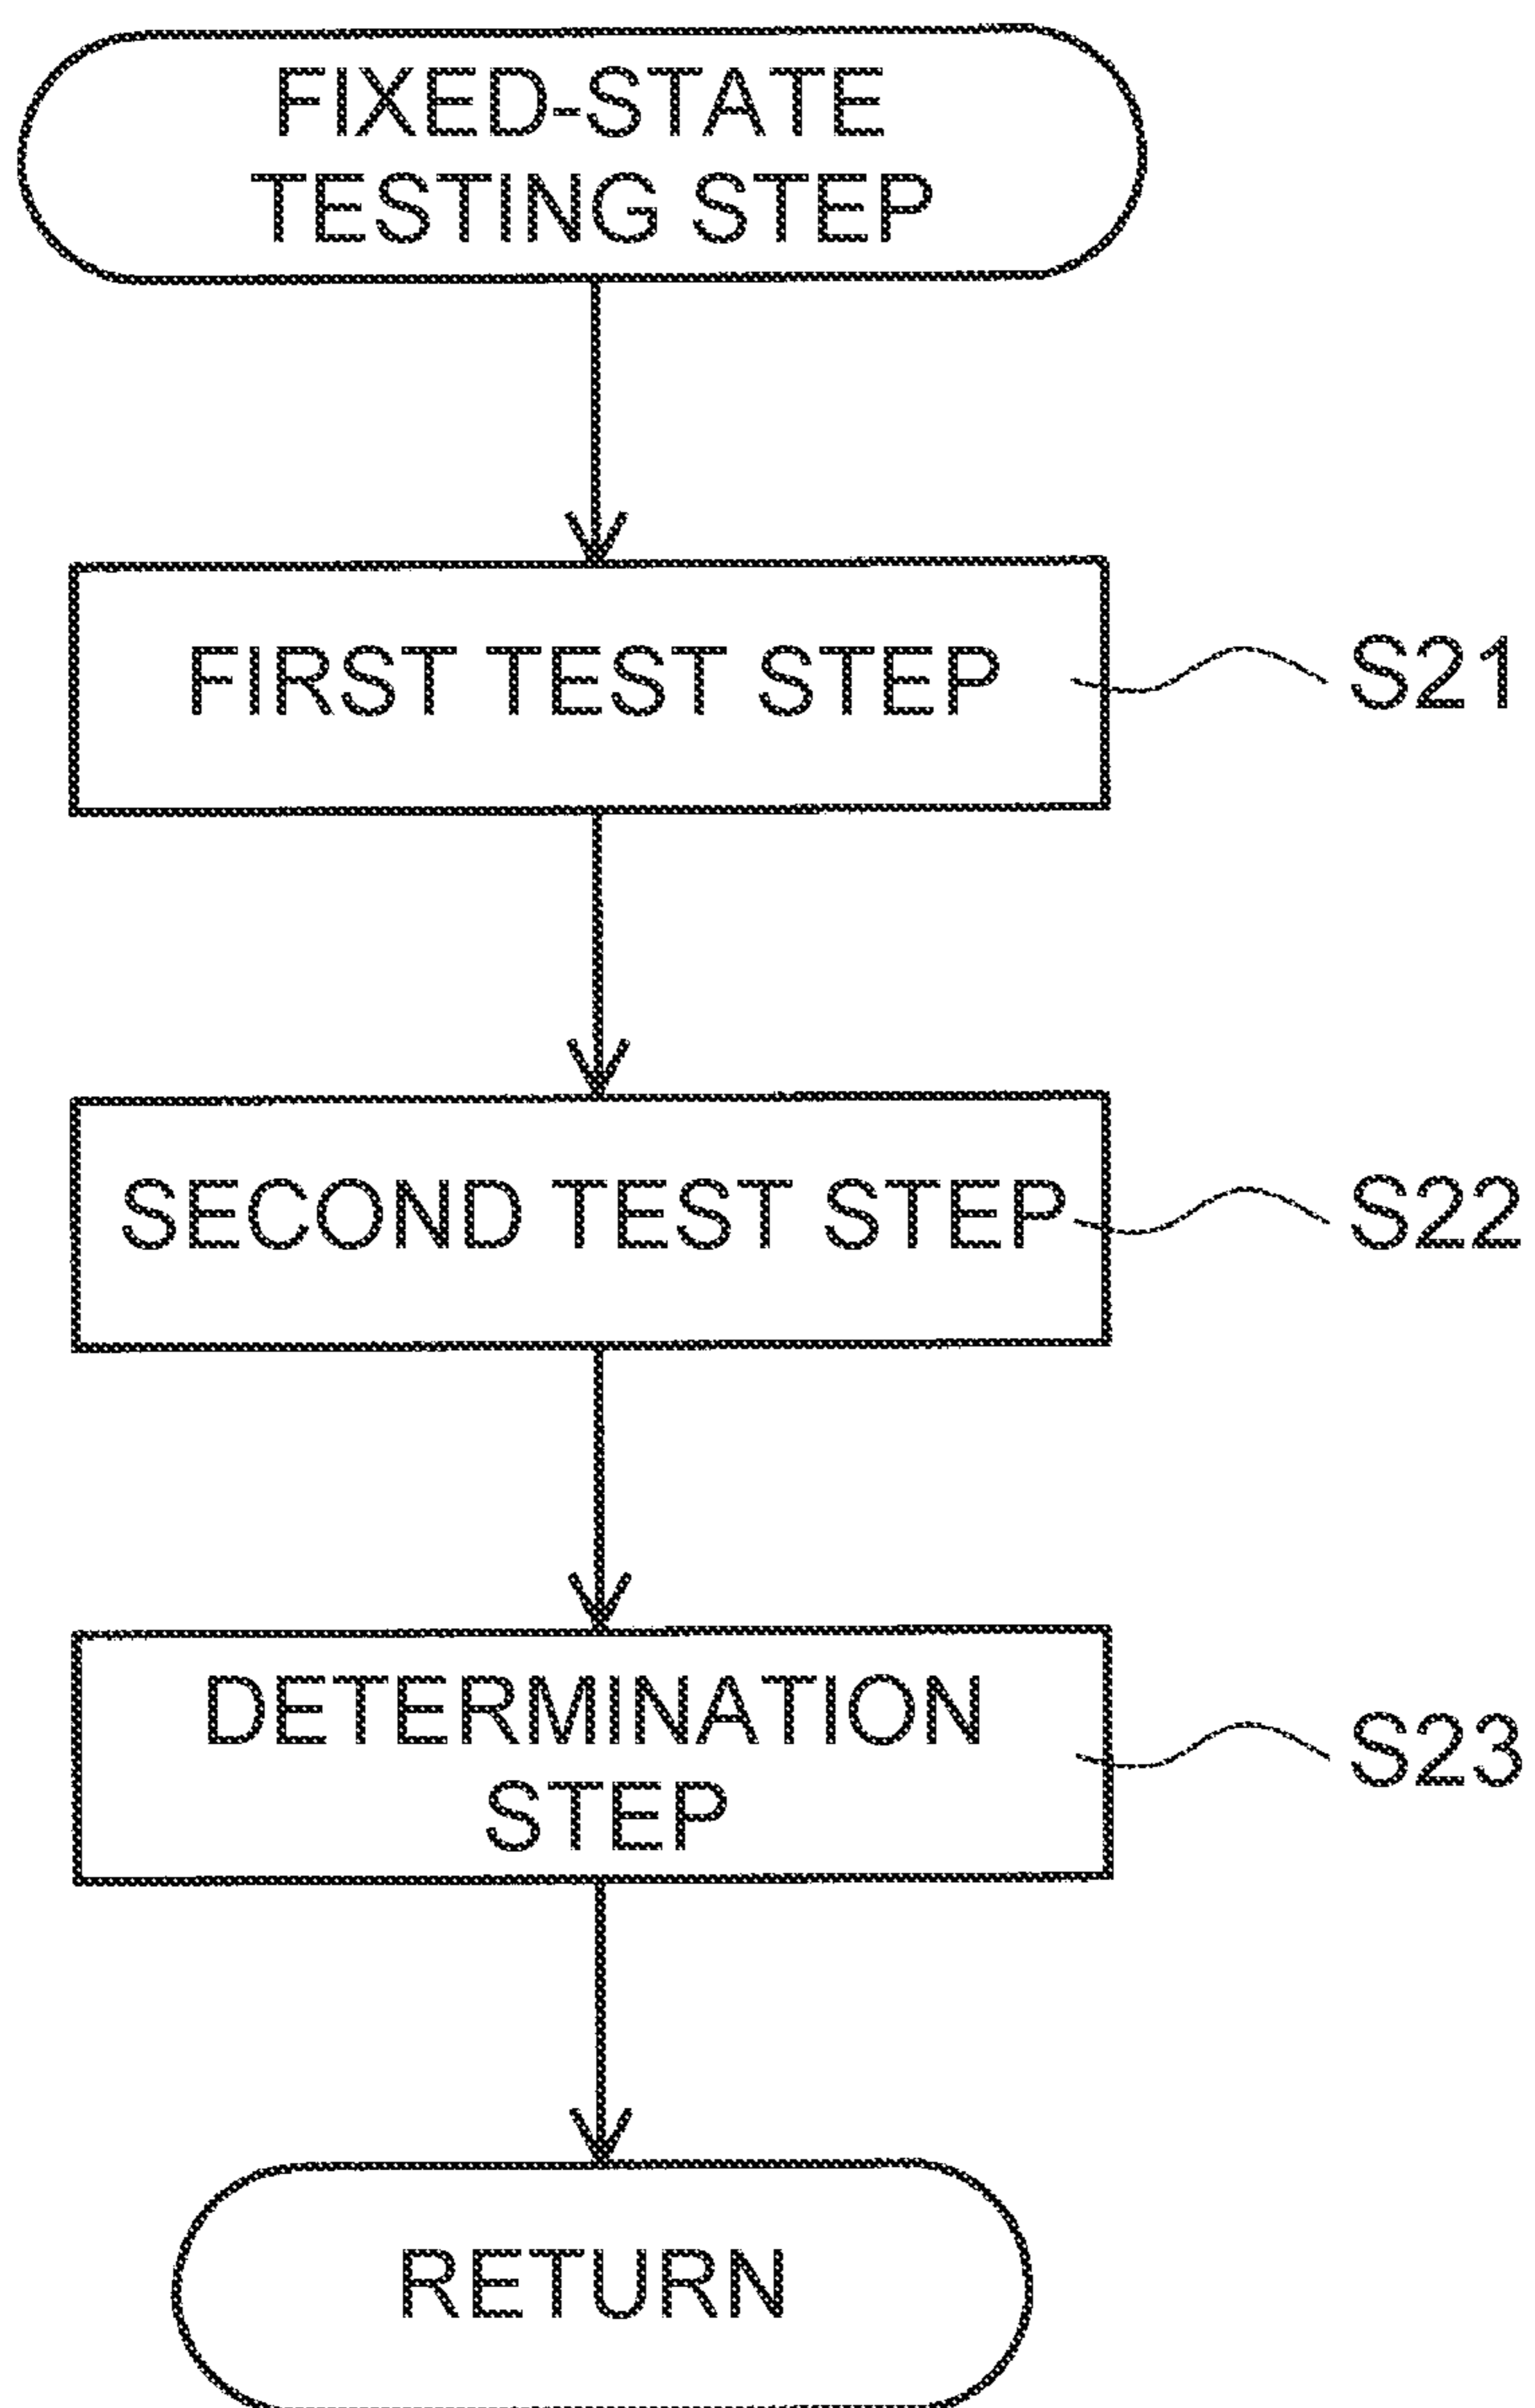 FIXED-STATE
TESTING STEP
FIRST TEST STEP
S21
SECOND TEST STEP
S22
DETERMINATION
STEP
S23
RETURN